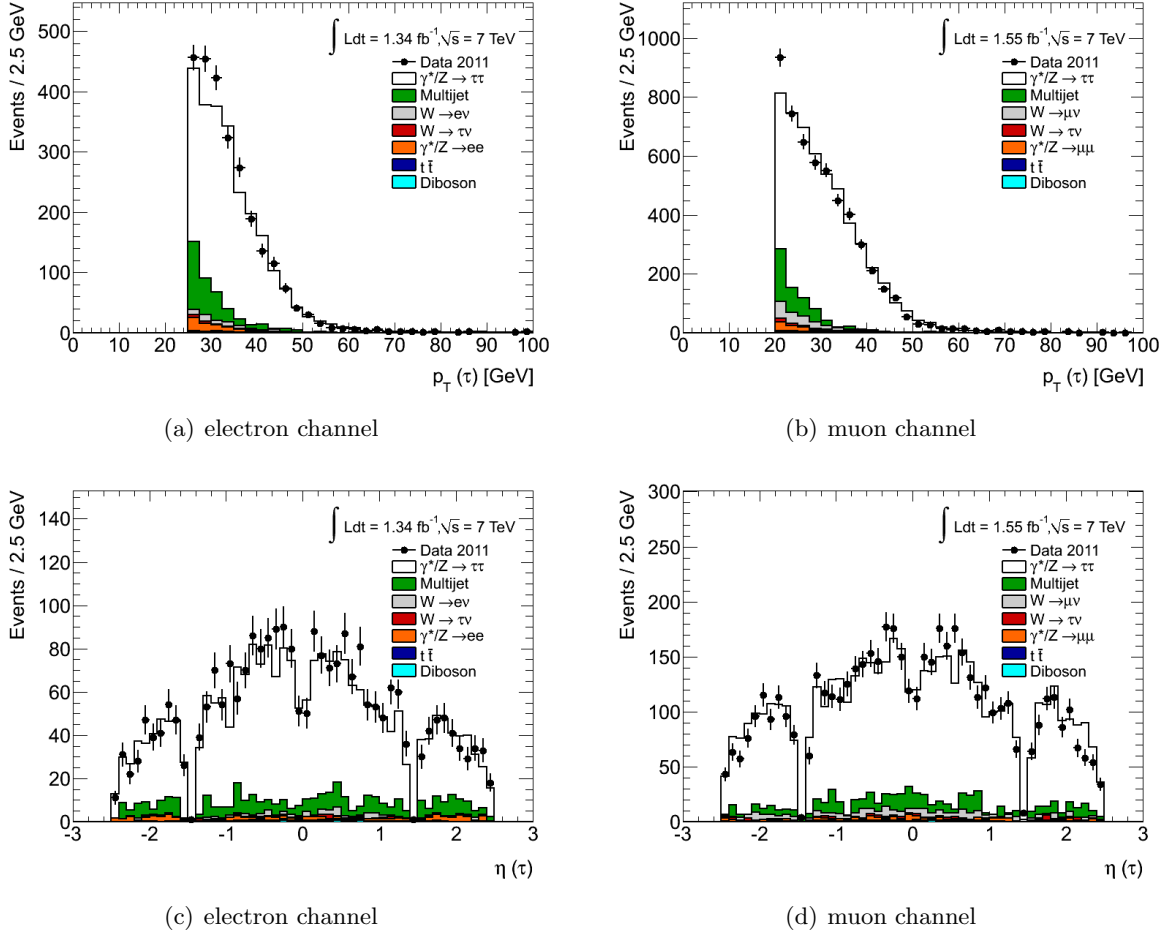 Events / 2.5 GeV
500
400
300
200
100
0
∫ Ldt = 1.34 fb⁻¹,√s = 7 TeV
Data 2011
γ*/Z → ττ
Multijet
W →eν
W → τν
γ*/Z →ee
t t̄
Diboson
0 10 20 30 40 50 60 70 80 90 100
p_T (τ) [GeV]
(a) electron channel
Events / 2.5 GeV
1000
800
600
400
200
0
∫ Ldt = 1.55 fb⁻¹,√s = 7 TeV
Data 2011
γ*/Z → ττ
Multijet
W →μν
W → τν
γ*/Z →μμ
t t̄
Diboson
0 10 20 30 40 50 60 70 80 90 100
p_T (τ) [GeV]
(b) muon channel
Events / 2.5 GeV
140
120
100
80
60
40
20
0
∫ Ldt = 1.34 fb⁻¹,√s = 7 TeV
Data 2011
γ*/Z → ττ
Multijet
W →eν
W → τν
γ*/Z →ee
t t̄
Diboson
-3 -2 -1 0 1 2 3
η (τ)
(c) electron channel
Events / 2.5 GeV
300
250
200
150
100
50
0
∫ Ldt = 1.55 fb⁻¹,√s = 7 TeV
Data 2011
γ*/Z → ττ
Multijet
W →μν
W → τν
γ*/Z →μμ
t t̄
Diboson
-3 -2 -1 0 1 2 3
η (τ)
(d) muon channel